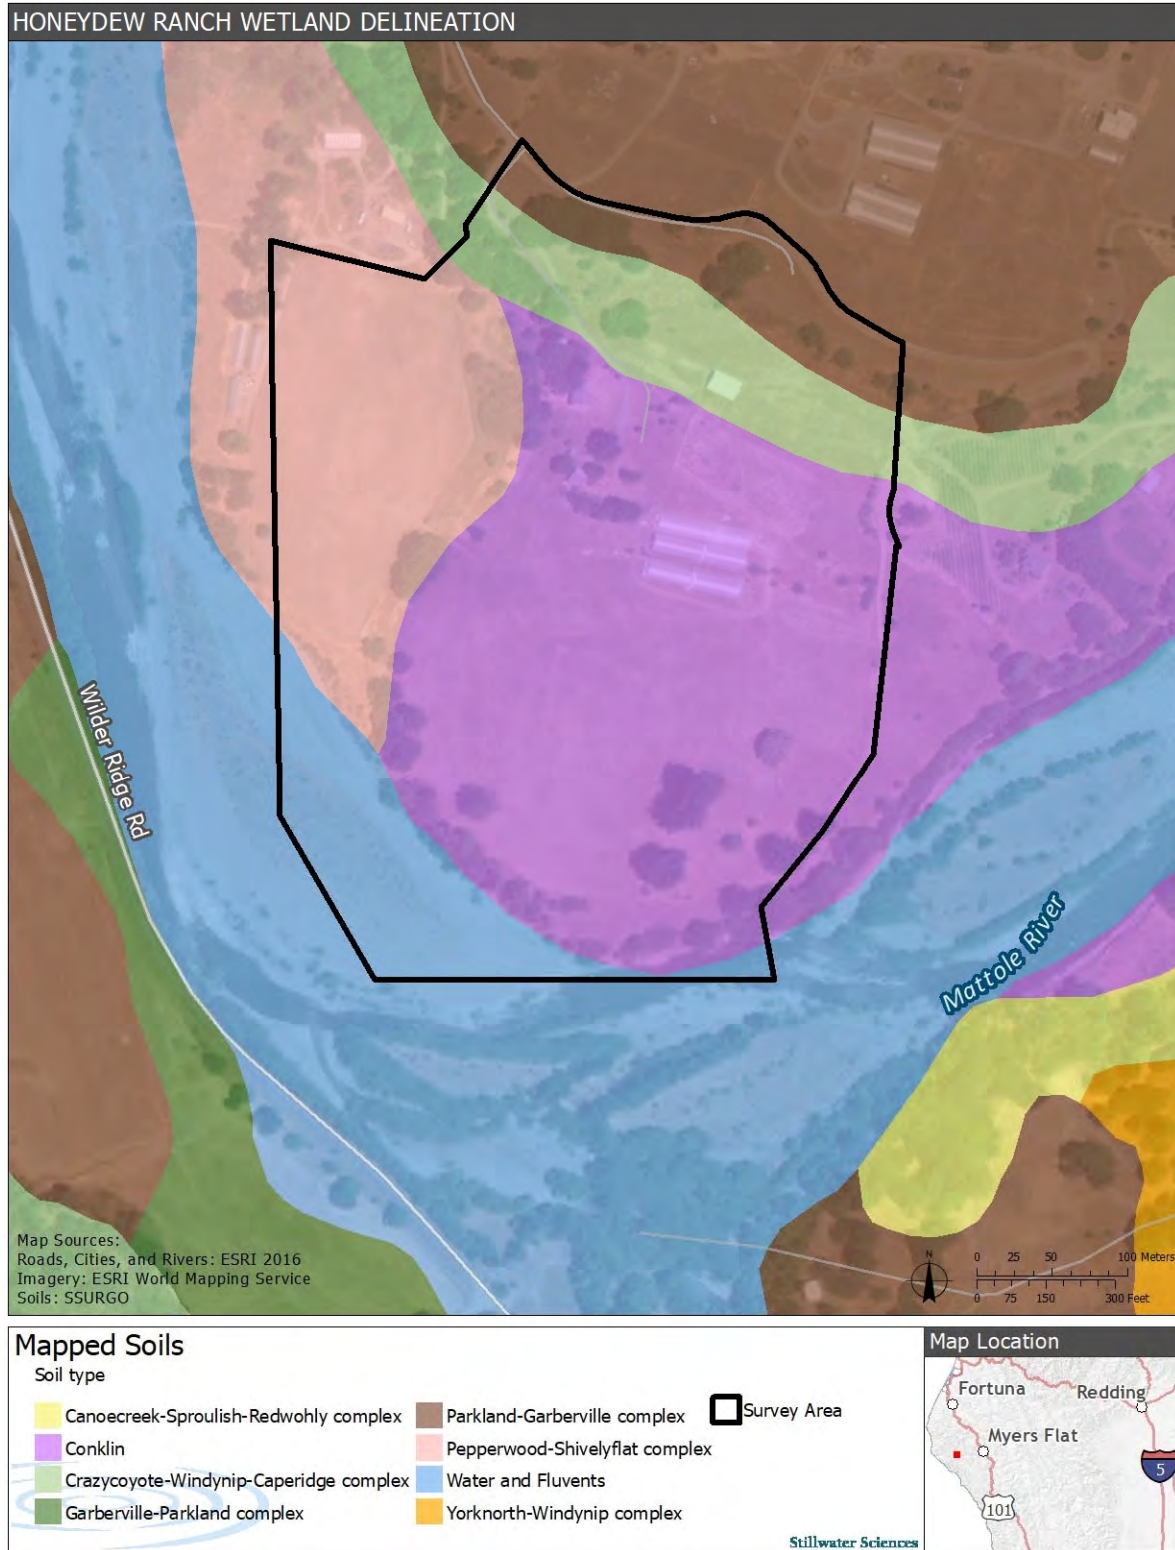 HONEYDEW RANCH WETLAND DELINEATION
Wilder Ridge Rd
Mattole River
Map Sources:
Roads, Cities, and Rivers: ESRI 2016
Imagery: ESRI World Mapping Service
Soils: SSURGO
N
0 25 50 100 Meters
0 75 150 300 Feet
Mapped Soils
Soil type
Canoecreek-Sproulish-Redwohly complex
Conklin
Crazycoyote-Windynip-Caperidge complex
Garberville-Parkland complex
Parkland-Garberville complex
Pepperwood-Shivelyflat complex
Water and Fluvents
Yorknorth-Windynip complex
Survey Area
Stillwater Sciences
Map Location
Fortuna
Redding
Myers Flat
5
101